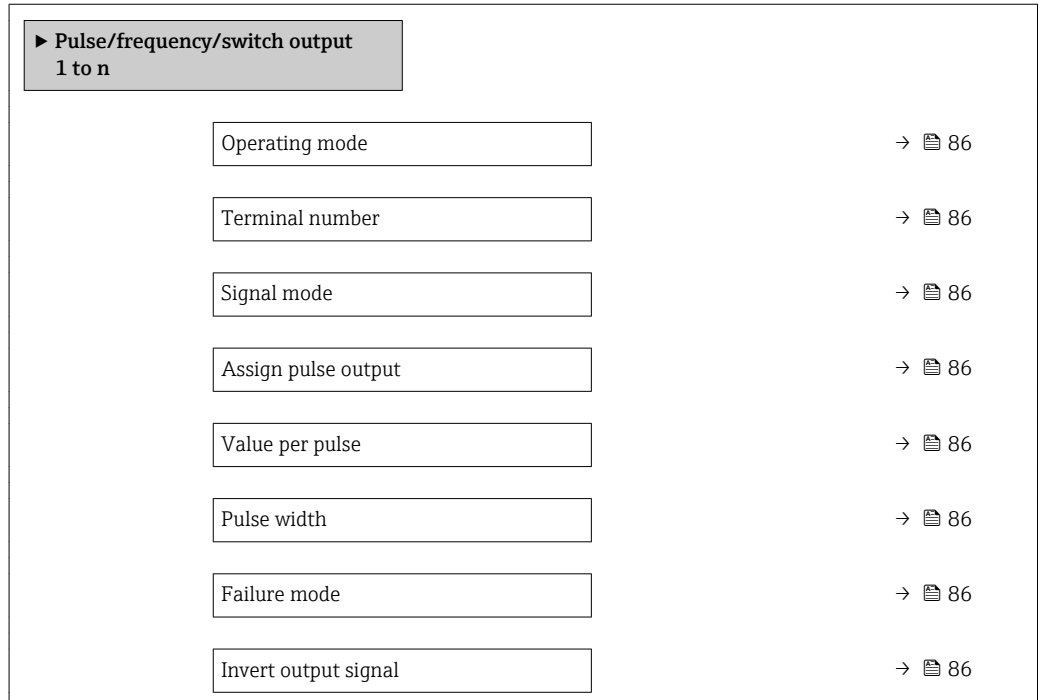 ▶ Pulse/frequency/switch output
1 to n
Operating mode → 86
Terminal number → 86
Signal mode → 86
Assign pulse output → 86
Value per pulse → 86
Pulse width → 86
Failure mode → 86
Invert output signal → 86